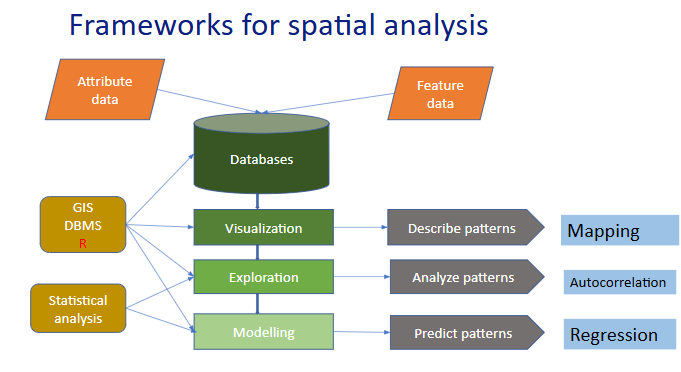 Frameworks for spatial analysis
Attribute
data
Feature
data
Databases
GIS
DBMS
R
Visualization
Describe patterns
Mapping
Exploration
Analyze patterns
Autocorrelation
Statistical
analysis
Modelling
Predict patterns
Regression